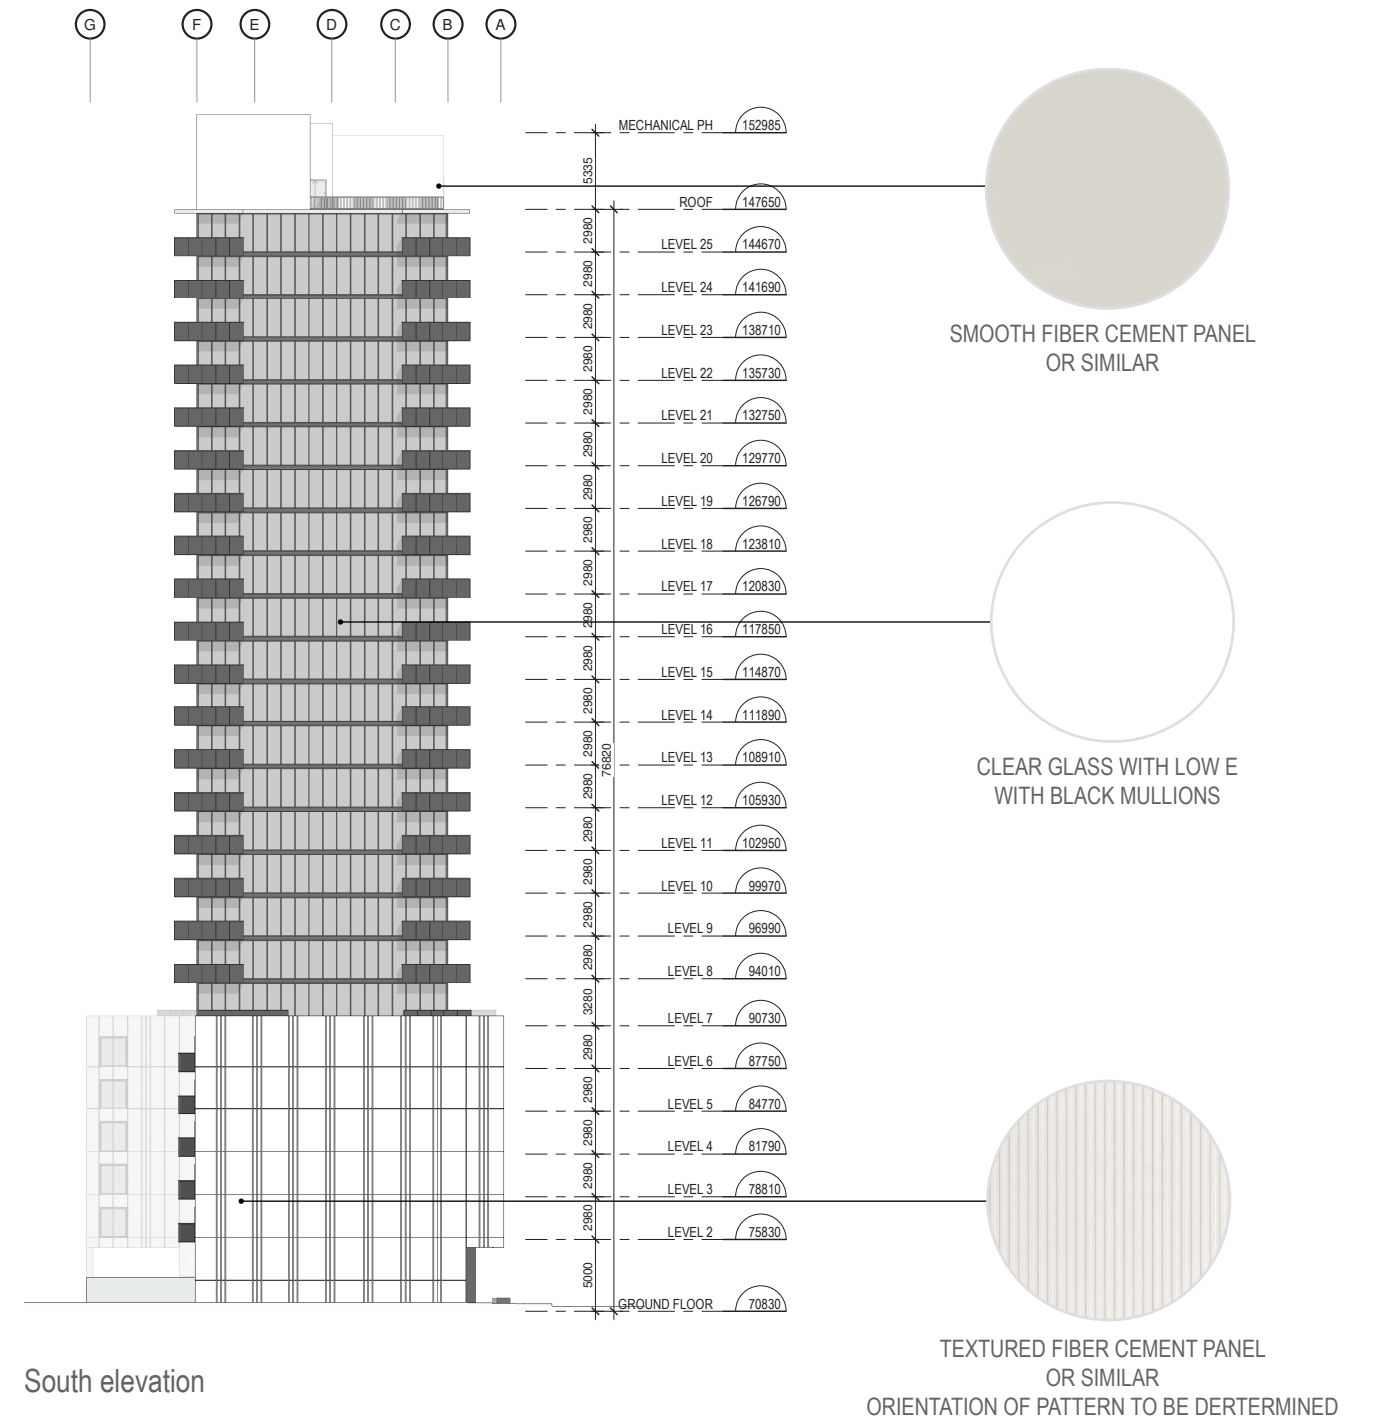 G F E D C B A
MECHANICAL PH 152985
5335
ROOF 147650
2980
LEVEL 25 144670
2980
LEVEL 24 141690
2980
LEVEL 23 138710
2980
LEVEL 22 135730
2980
LEVEL 21 132750
2980
LEVEL 20 129770
2980
LEVEL 19 126790
2980
LEVEL 18 123810
2980
LEVEL 17 120830
2980
LEVEL 16 117850
2980
LEVEL 15 114870
2980
LEVEL 14 111890
2980
76820
LEVEL 13 108910
2980
LEVEL 12 105930
2980
LEVEL 11 102950
2980
LEVEL 10 99970
2980
LEVEL 9 96990
2980
LEVEL 8 94010
3280
LEVEL 7 90730
2980
LEVEL 6 87750
2980
LEVEL 5 84770
2980
LEVEL 4 81790
2980
LEVEL 3 78810
2980
LEVEL 2 75830
5000
GROUND FLOOR 70830
SMOOTH FIBER CEMENT PANEL
OR SIMILAR
CLEAR GLASS WITH LOW E
WITH BLACK MULLIONS
TEXTURED FIBER CEMENT PANEL
OR SIMILAR
ORIENTATION OF PATTERN TO BE DERTERMINED
South elevation